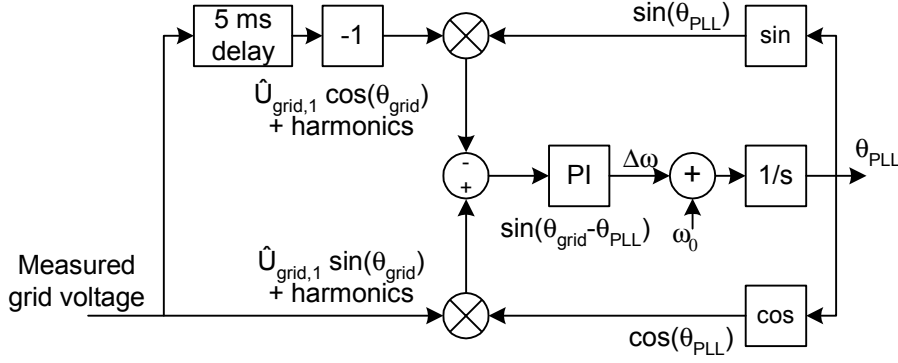 5 ms
delay
-1
sin(θPLL)
sin
Ûgrid,1 cos(θgrid)
+ harmonics
-
+
PI
Δω
+
1/s
θPLL
sin(θgrid-θPLL)
ω0
Measured
grid voltage
Ûgrid,1 sin(θgrid)
+ harmonics
cos(θPLL)
cos